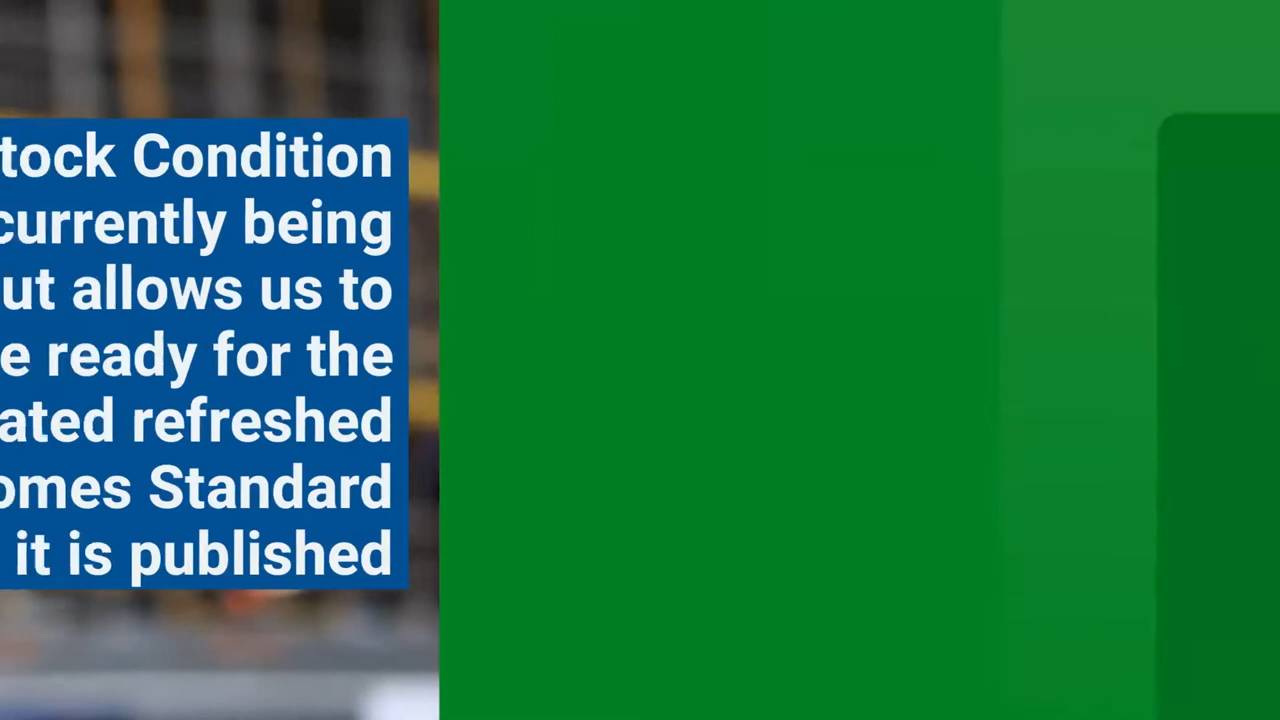 tock Condition
currently being
ut allows us to
e ready for the
ated refreshed
omes Standard
it is published